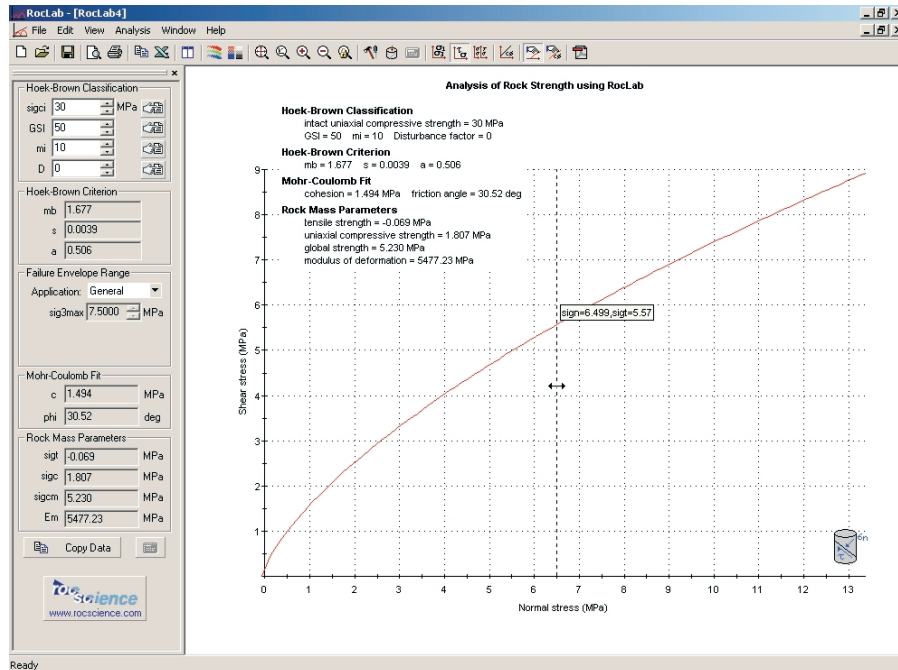 RocLab - [RocLab4]
File Edit View Analysis Window Help
Hoek-Brown Classification
sigci 30 MPa
GSI 50
mi 10
D 0
Hoek-Brown Criterion
mb 1.677
s 0.0039
a 0.506
Failure Envelope Range
Application: General
sig3max 7.5000 MPa
Mohr-Coulomb Fit
c 1.494 MPa
phi 30.52 deg
Rock Mass Parameters
sigt -0.069 MPa
sigc 1.807 MPa
sigcm 5.230 MPa
Em 5477.23 MPa
Copy Data
rocscience
www.rocscience.com
Analysis of Rock Strength using RocLab
Hoek-Brown Classification
intact uniaxial compressive strength = 30 MPa
GSI = 50 mi = 10 Disturbance factor = 0
Hoek-Brown Criterion
mb = 1.677 s = 0.0039 a = 0.506
Mohr-Coulomb Fit
cohesion = 1.494 MPa friction angle = 30.52 deg
Rock Mass Parameters
tensile strength = -0.069 MPa
uniaxial compressive strength = 1.807 MPa
global strength = 5.230 MPa
modulus of deformation = 5477.23 MPa
9
8
7
6
5
4
3
2
1
Shear stress (MPa)
sign=6.499,sigt=5.57
σn
τ
0 1 2 3 4 5 6 7 8 9 10 11 12 13
Normal stress (MPa)
Ready